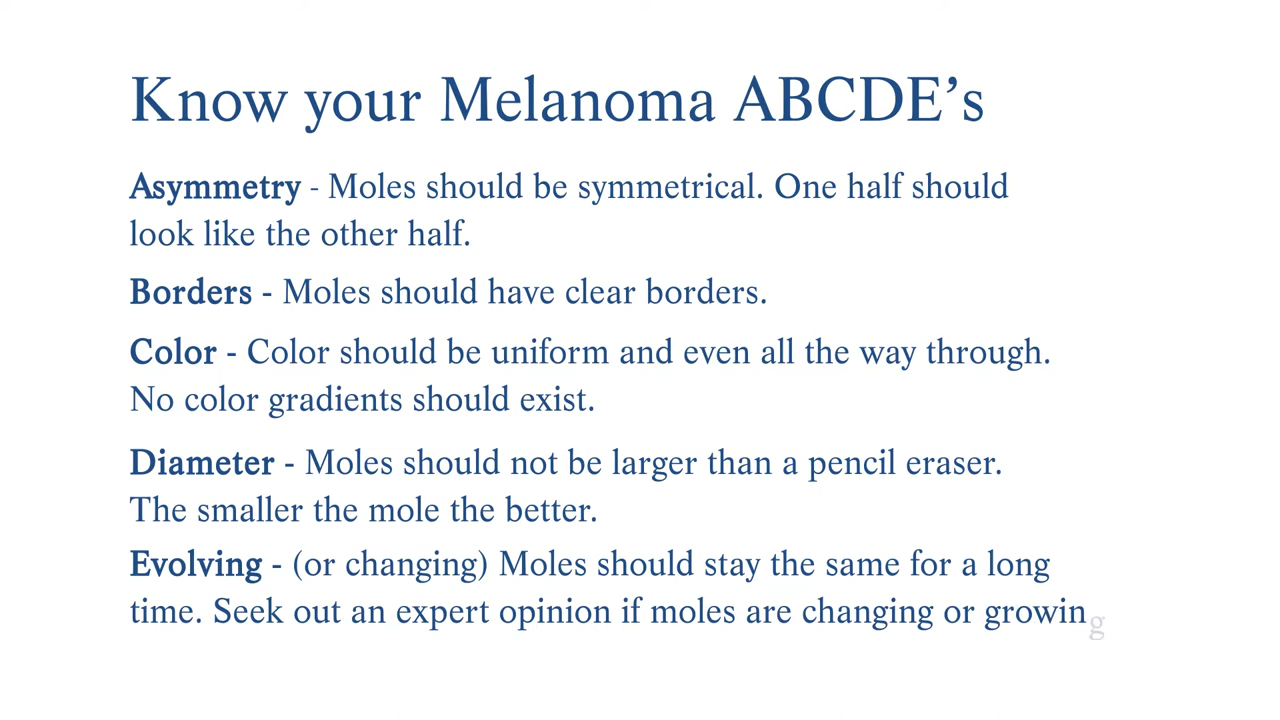 Know your Melanoma ABCDE’s
Asymmetry - Moles should be symmetrical. One half should
look like the other half.
Borders - Moles should have clear borders.
Color - Color should be uniform and even all the way through.
No color gradients should exist.
Diameter - Moles should not be larger than a pencil eraser.
The smaller the mole the better.
Evolving - (or changing) Moles should stay the same for a long
time. Seek out an expert opinion if moles are changing or growing